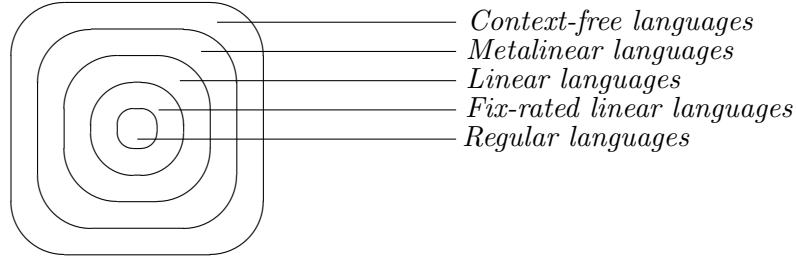 Context-free languages
Metalinear languages
Linear languages
Fix-rated linear languages
Regular languages